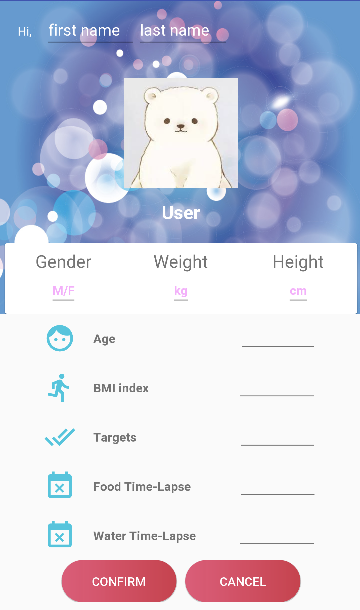 Hi, first name last name
User
Gender Weight Height
M/F kg cm
Age
BMI index
Targets
Food Time-Lapse
Water Time-Lapse
CONFIRM CANCEL